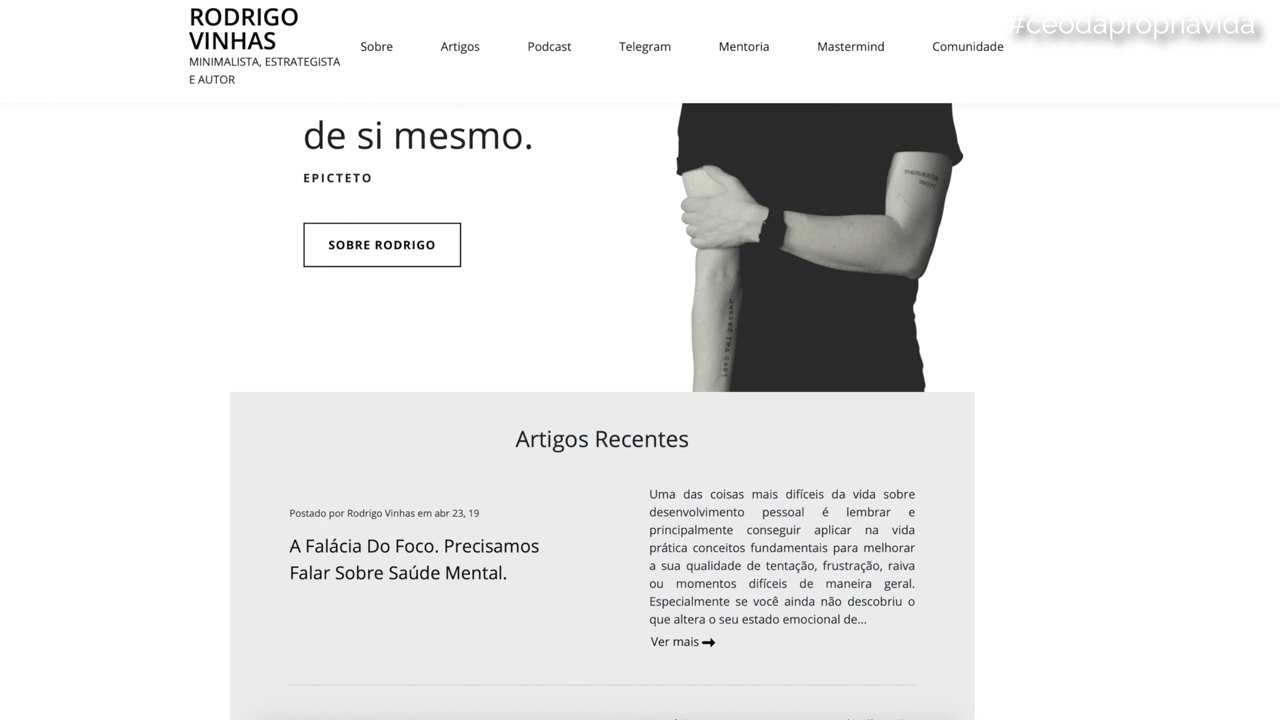 RODRIGO
VINHAS
MINIMALISTA, ESTRATEGISTA
E AUTOR
Sobre
Artigos
Podcast
Telegram
Mentoria
Mastermind
Comunidade
#ceodapropriavida
de si mesmo.
EPICTETO
SOBRE RODRIGO
memento
mori
Artigos Recentes
Postado por Rodrigo Vinhas em abr 23, 19
A Falácia Do Foco. Precisamos
Falar Sobre Saúde Mental.
Uma das coisas mais difíceis da vida sobre
desenvolvimento pessoal é lembrar e
principalmente conseguir aplicar na vida
prática conceitos fundamentais para melhorar
a sua qualidade de tentação, frustração, raiva
ou momentos difíceis de maneira geral.
Especialmente se você ainda não descobriu o
que altera o seu estado emocional de...
Ver mais